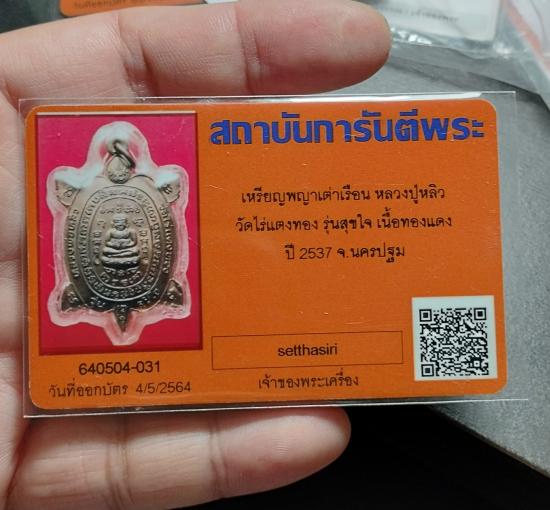 สถาบันการันตีพระ
เหรียญพญาเต่าเรือน หลวงปู่หลิว
วัดไร่แตงทอง รุ่นสุขใจ เนื้อทองแดง
ปี 2537 จ.นครปฐม
setthasiri
เจ้าของพระเครื่อง
640504-031
วันที่ออกบัตร 4/5/2564